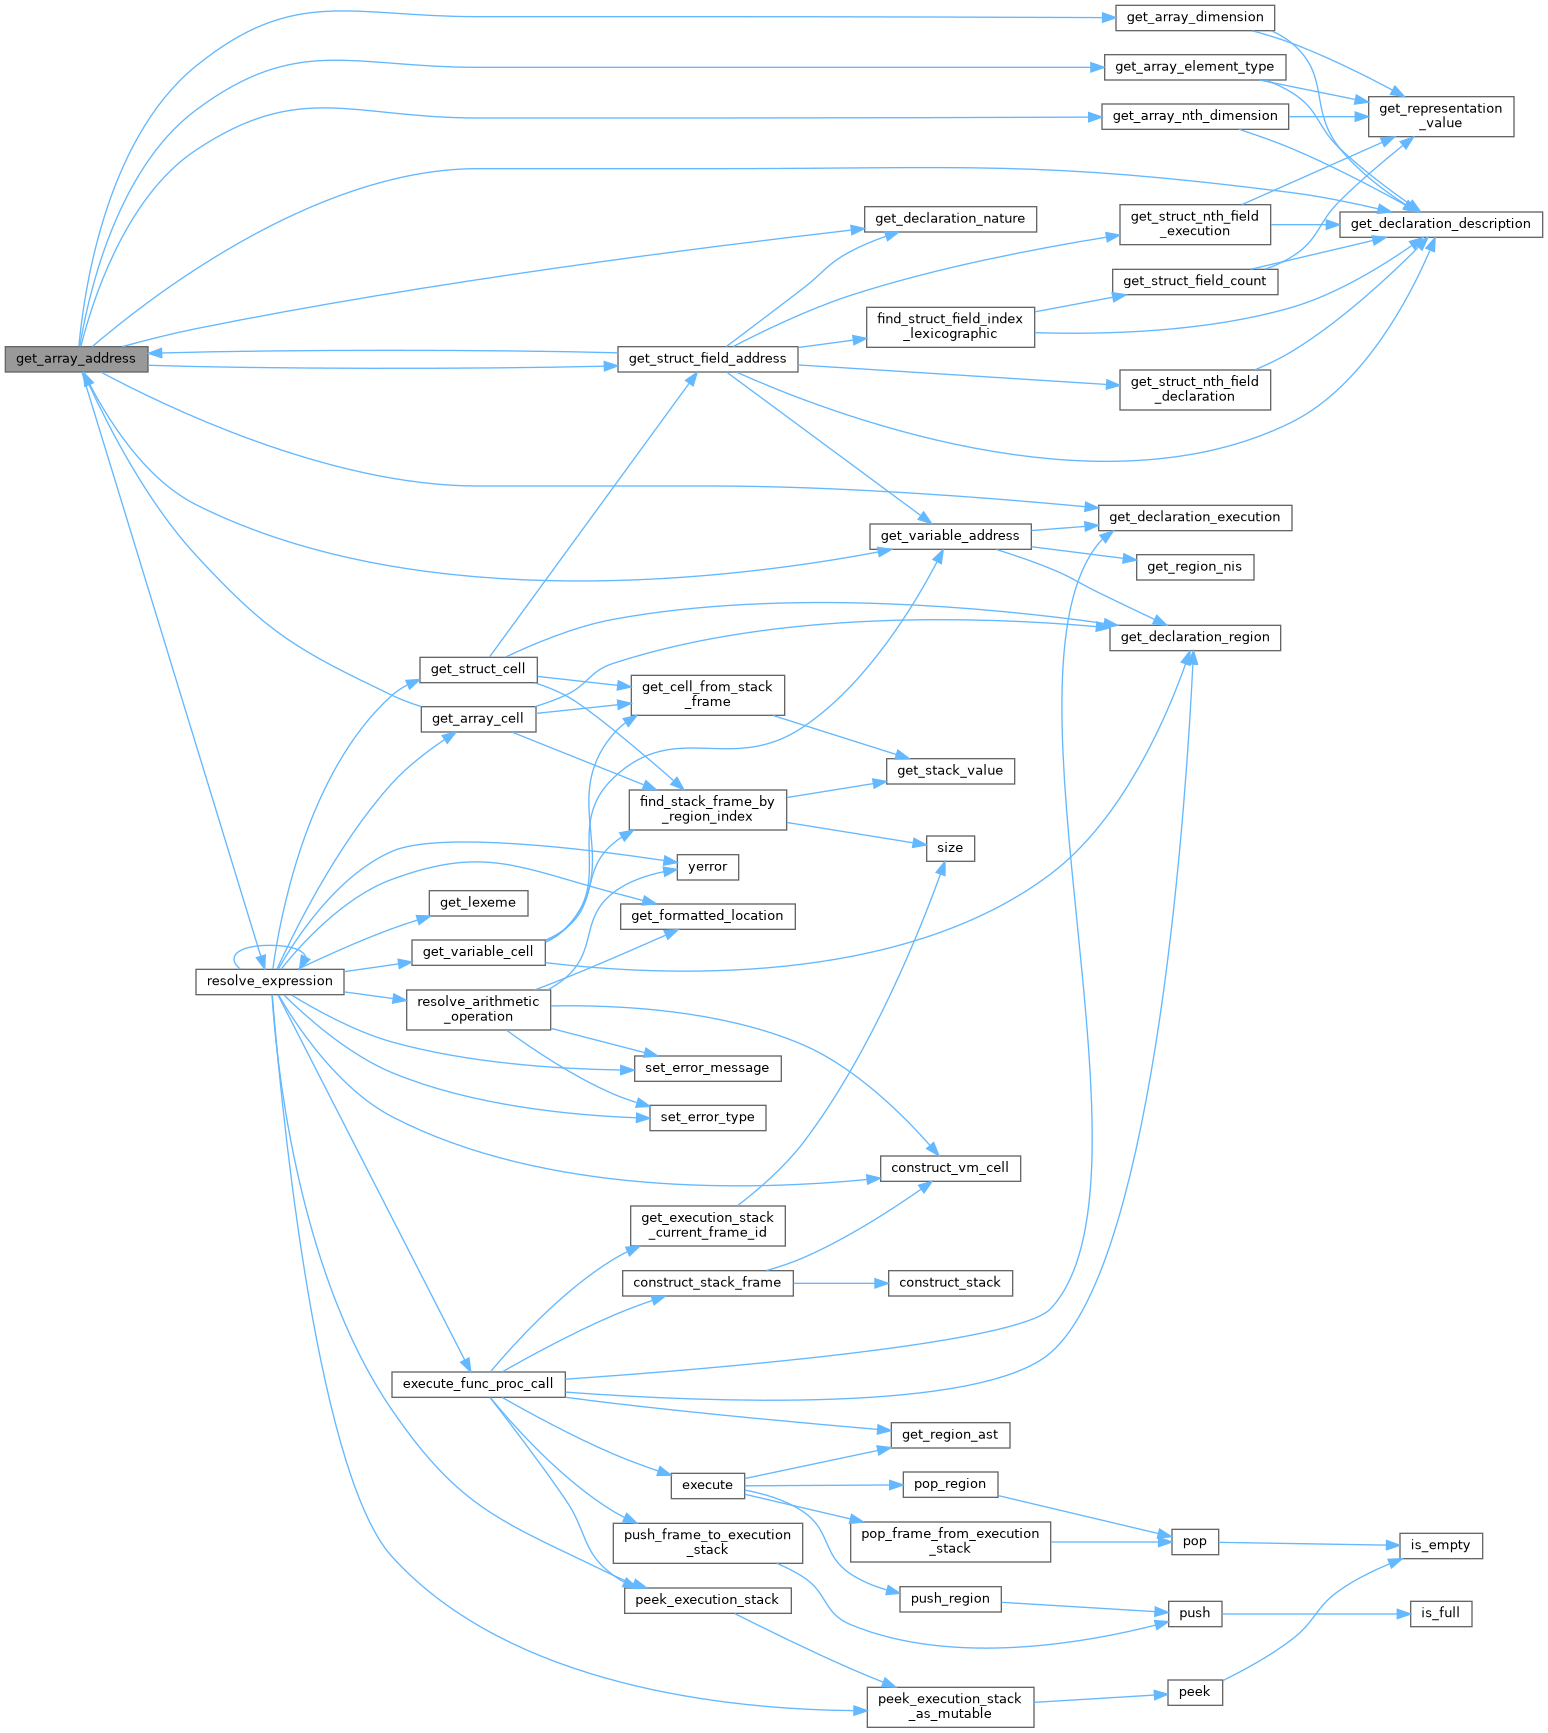 get_array_dimension
get_array_element_type
get_representation
_value
get_array_nth_dimension
get_declaration_nature
get_struct_nth_field
_execution
get_declaration_description
get_struct_field_count
find_struct_field_index
_lexicographic
get_array_address
get_struct_field_address
get_struct_nth_field
_declaration
get_declaration_execution
get_variable_address
get_region_nis
get_declaration_region
get_struct_cell
get_cell_from_stack
_frame
get_array_cell
get_stack_value
find_stack_frame_by
_region_index
size
yerror
get_lexeme
get_formatted_location
get_variable_cell
resolve_expression
resolve_arithmetic
_operation
set_error_message
set_error_type
construct_vm_cell
get_execution_stack
_current_frame_id
construct_stack_frame
construct_stack
execute_func_proc_call
get_region_ast
execute
pop_region
push_frame_to_execution
_stack
pop_frame_from_execution
_stack
pop
is_empty
peek_execution_stack
push_region
push
is_full
peek_execution_stack
_as_mutable
peek